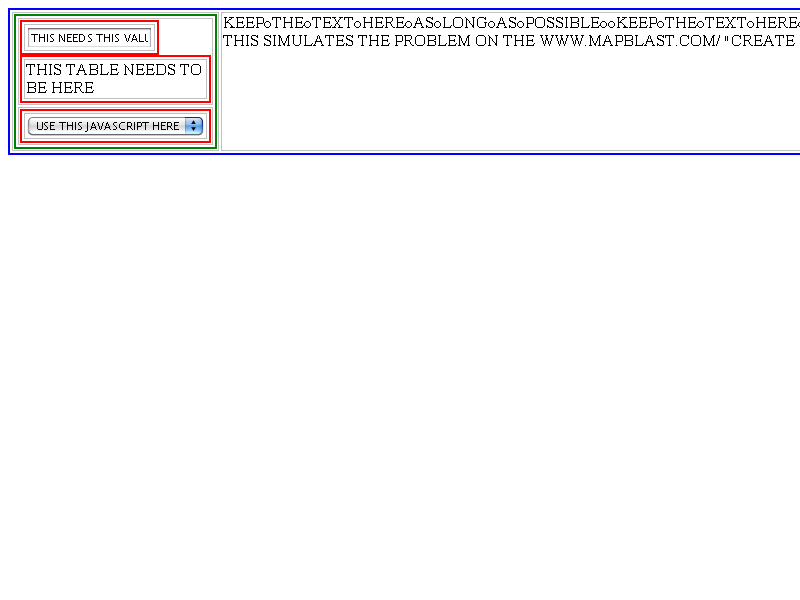 THIS NEEDS THIS VALU
THIS TABLE NEEDS TO
BE HERE
USE THIS JAVASCRIPT HERE
KEEPoTHEoTEXToHEREoASoLONGoASoPOSSIBLEooKEEPoTHEoTEXToHEREo
THIS SIMULATES THE PROBLEM ON THE WWW.MAPBLAST.COM/ "CREATE